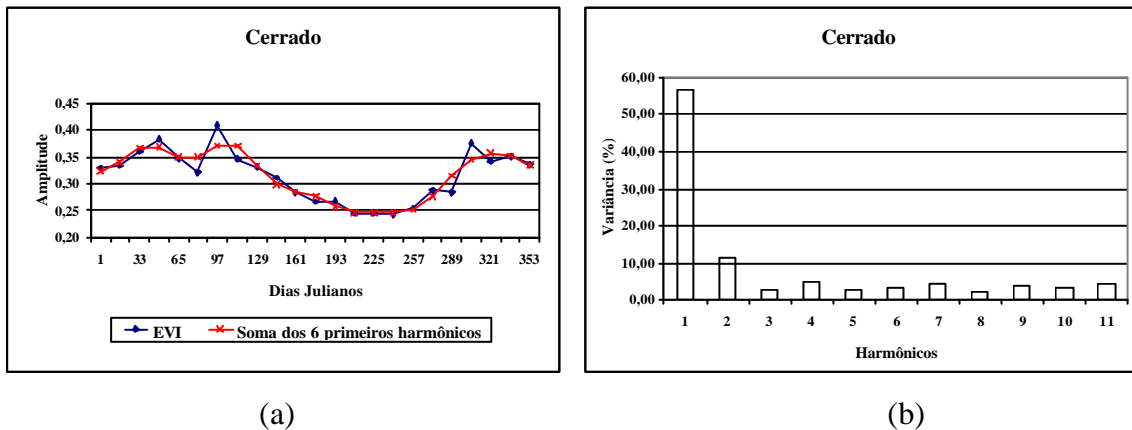 Cerrado
0,45
0,40
0,35
0,30
0,25
0,20
Amplitude
1 33 65 97 129 161 193 225 257 289 321 353
Dias Julianos
EVI Soma dos 6 primeiros harmônicos
(a)
Cerrado
60,00
50,00
40,00
30,00
20,00
10,00
0,00
Variância (%)
1 2 3 4 5 6 7 8 9 10 11
Harmônicos
(b)